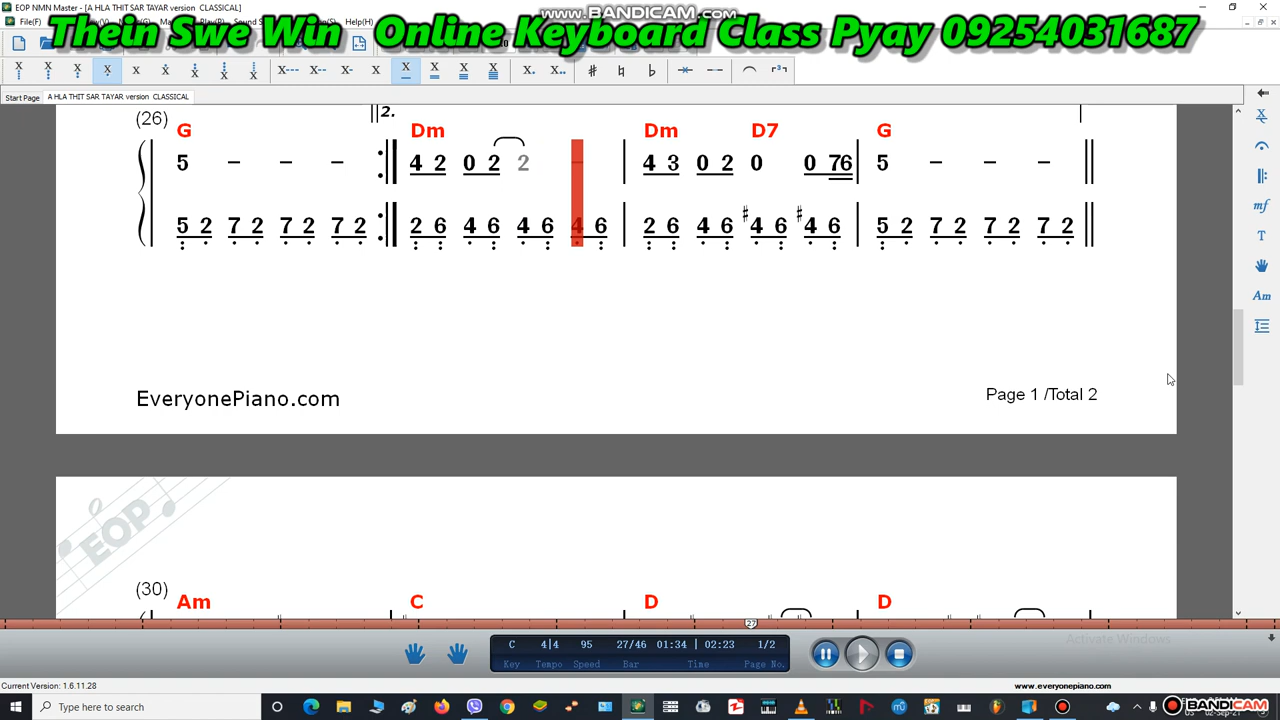 EOP NMN Master - [A HLA THIT SAR TAYAR version CLASSICAL]
www.BANDICAM.com
Thein Swe Win Online Keyboard Class Pyay 09254031687
Start Page
A HLA THIT SAR TAYAR version CLASSICAL
(26)
2.
G Dm Dm D7 G
5 – – – 4 2 0 2 2 – 4 3 0 2 0 0 76 5 – – –
5 2 7 2 7 2 7 2 2 6 4 6 4 6 4 6 2 6 4 6 #4 6 #4 6 5 2 7 2 7 2 7 2
EveryonePiano.com
Page 1 /Total 2
EOP
(30)
Am C D D
27
C 4|4 95 27/46 01:34 | 02:23 1/2
Key Tempo Speed Bar Time Page No.
Activate Windows
Current Version: 1.6.11.28
www.everyonepiano.com
Type here to search
02-Sep-21
BANDICAM